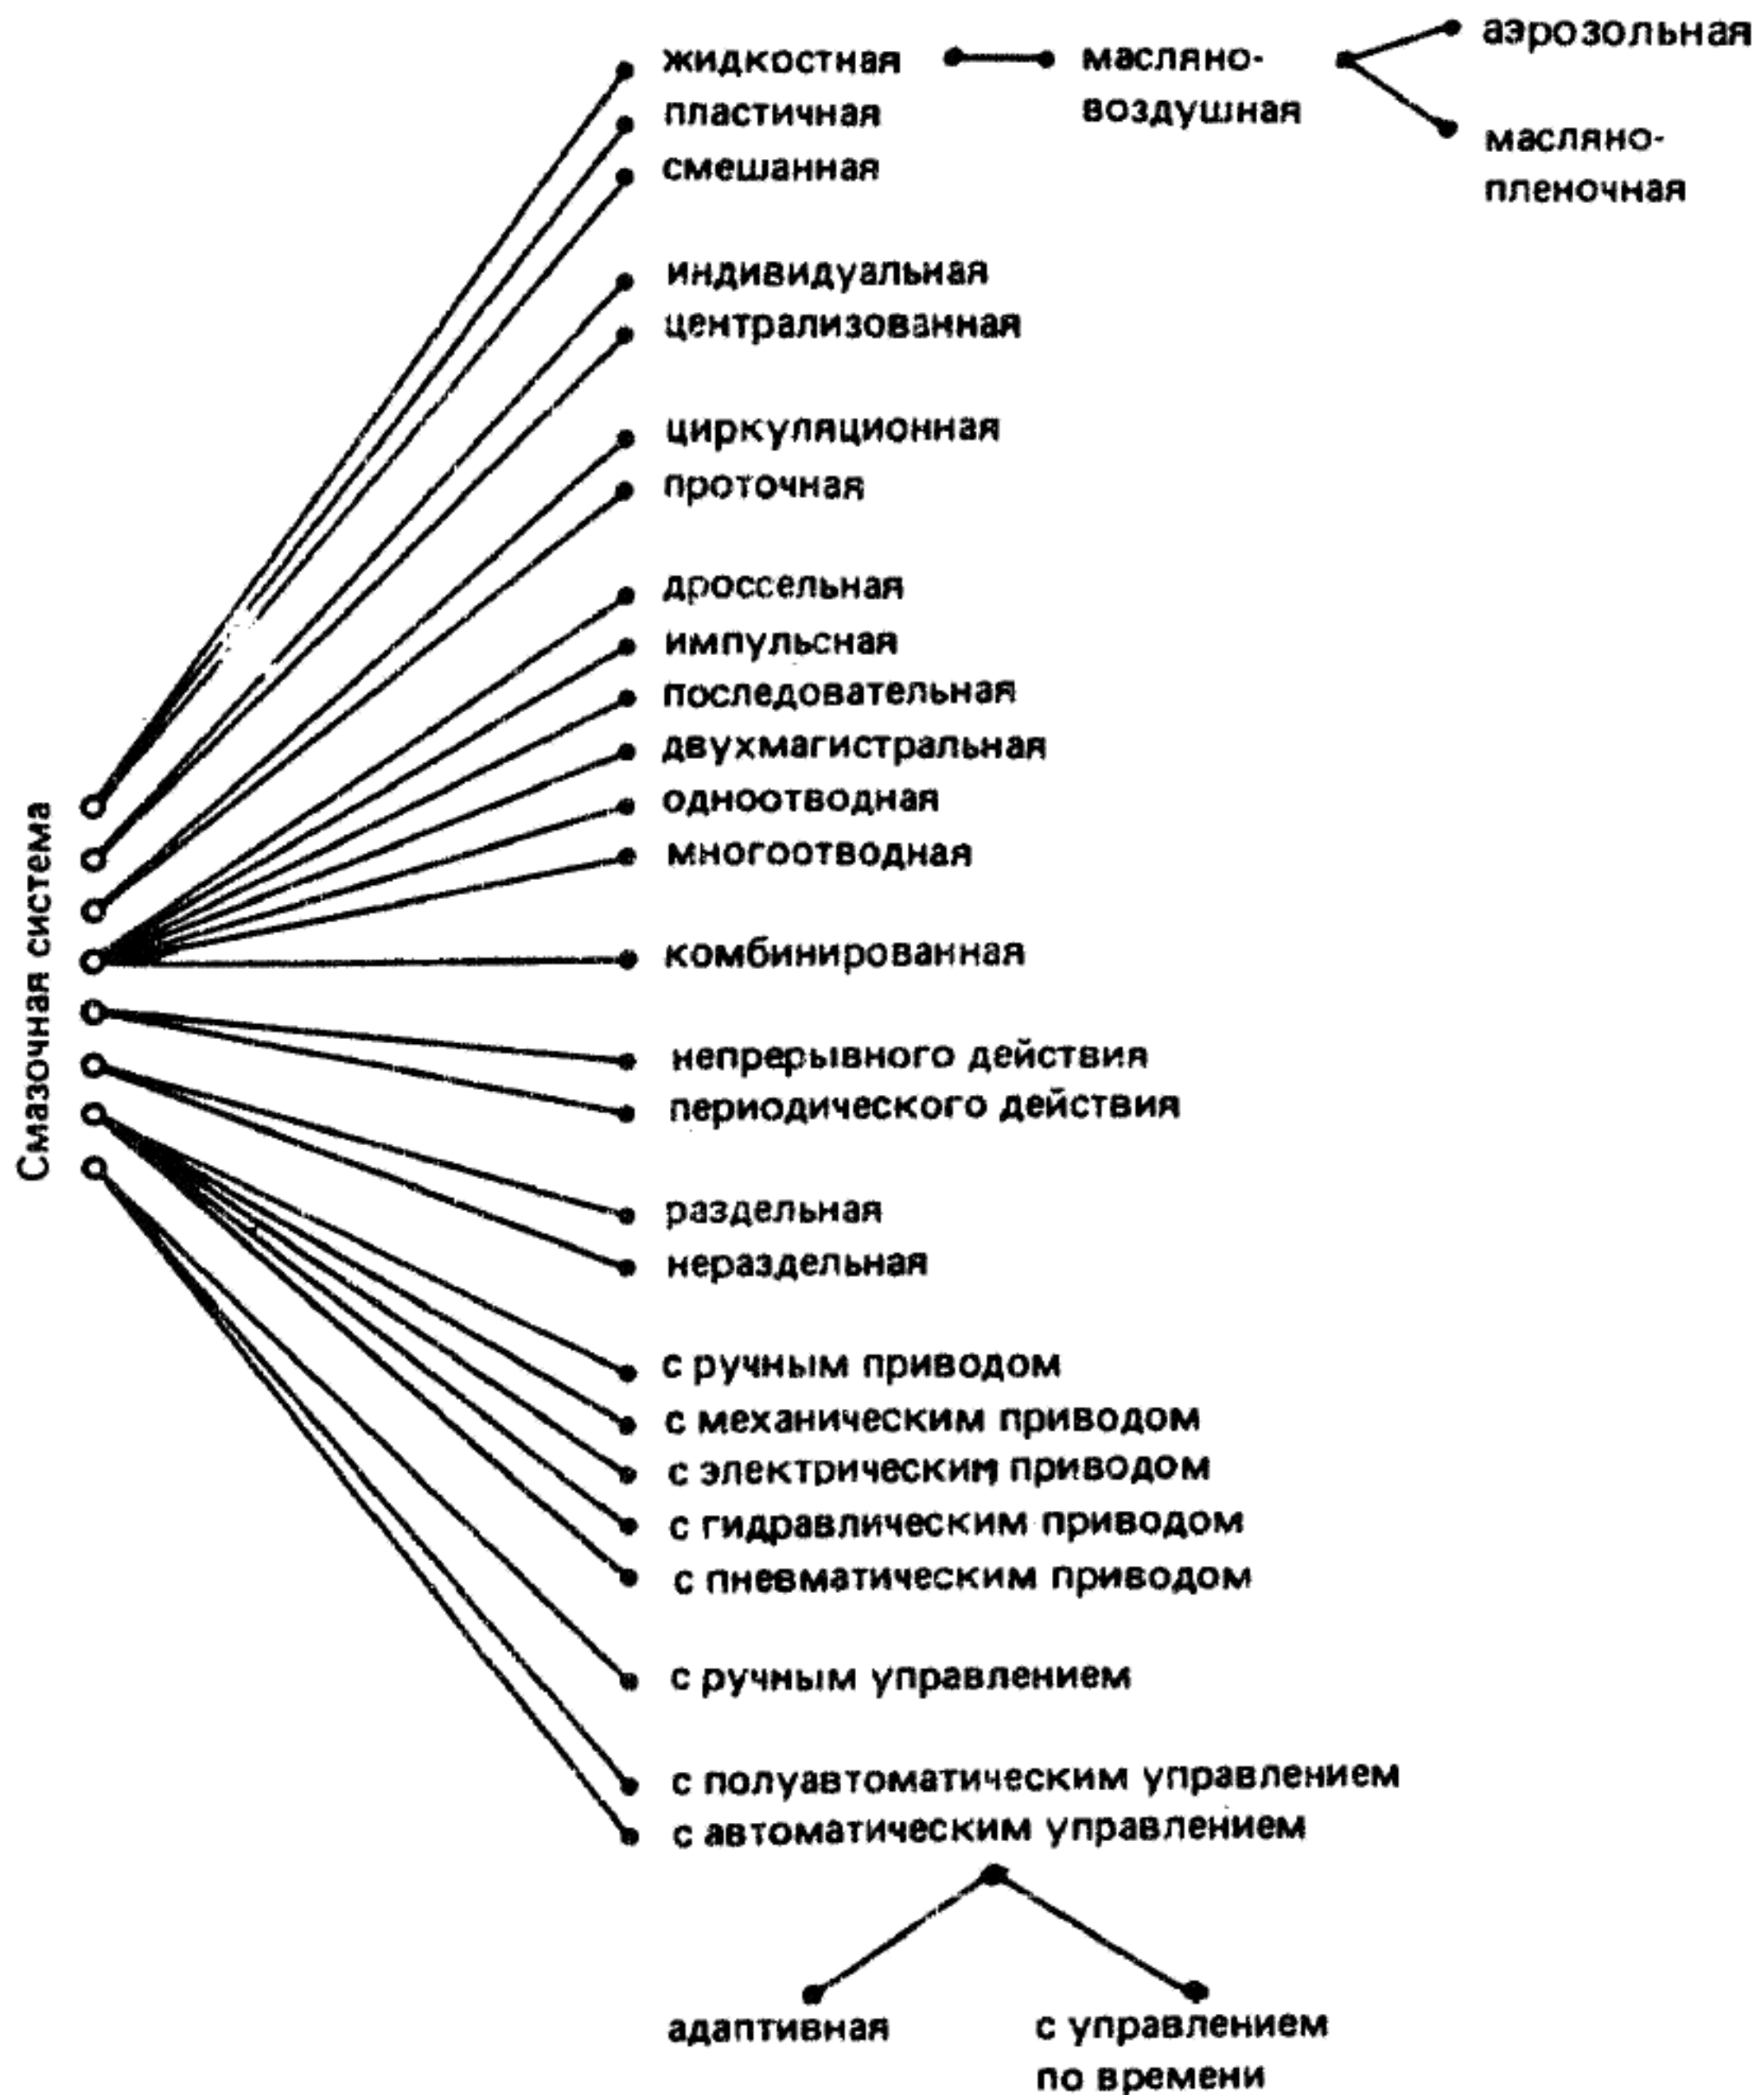 аэрозольная
жидкостная
масляно-
воздушная
пластичная
масляно-
пленочная
смешанная
индивидуальная
централизованная
циркуляционная
проточная
дроссельная
импульсная
последовательная
двухмагистральная
одноотводная
многоотводная
Смазочная система
комбинированная
непрерывного действия
периодического действия
раздельная
нераздельная
с ручным приводом
с механическим приводом
с электрическим приводом
с гидравлическим приводом
с пневматическим приводом
с ручным управлением
с полуавтоматическим управлением
с автоматическим управлением
адаптивная
с управлением
по времени